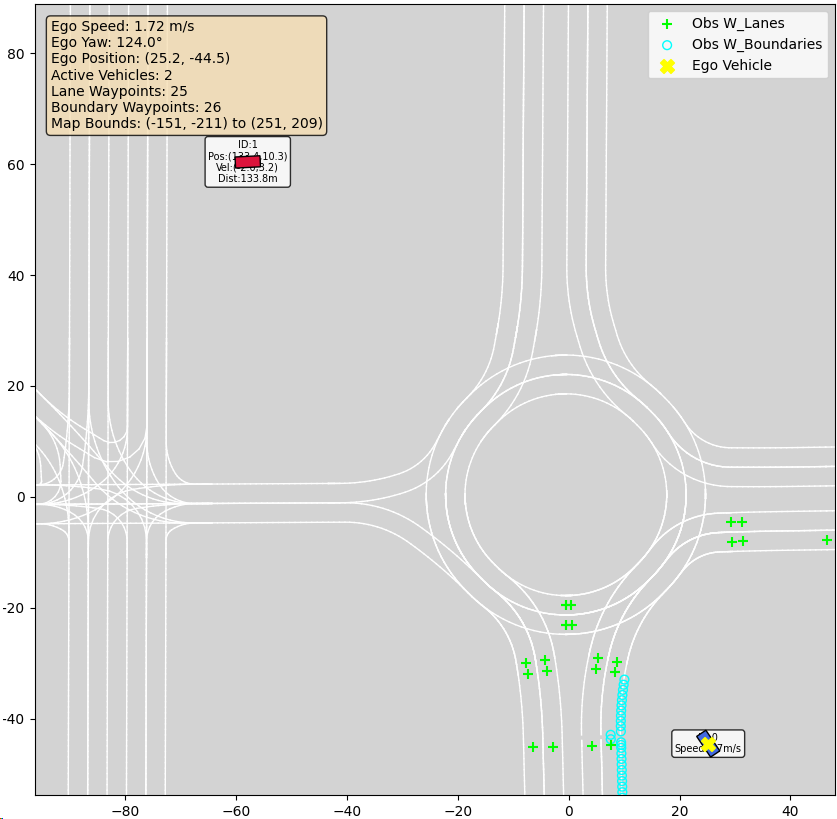 Ego Speed: 1.72 m/s
Ego Yaw: 124.0°
Ego Position: (25.2, -44.5)
Active Vehicles: 2
Lane Waypoints: 25
Boundary Waypoints: 26
Map Bounds: (-151, -211) to (251, 209)
Obs W_Lanes
Obs W_Boundaries
Ego Vehicle
ID:1
Dist:133.8m
80
60
40
20
0
−20
−40
−80
−60
−40
−20
0
20
40